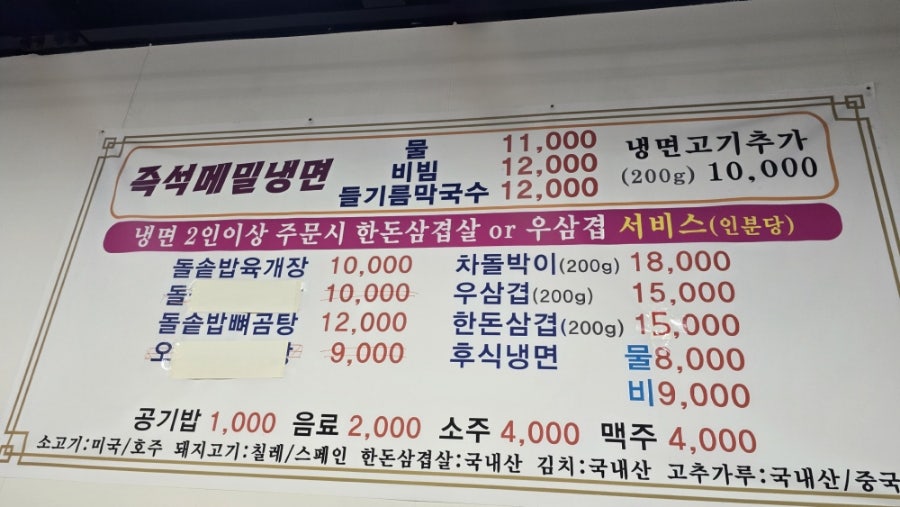 즉석메밀냉면
물 11,000
비빔 12,000
들기름막국수 12,000
냉면고기추가
(200g) 10,000
냉면 2인이상 주문시 한돈삼겹살 or 우삼겹 서비스(인분당)
돌솥밥육개장 10,000
돌 10,000
돌솥밥뼈곰탕 12,000
오 9,000
차돌박이(200g) 18,000
우삼겹(200g) 15,000
한돈삼겹(200g) 15,000
후식냉면 물8,000
비9,000
공기밥 1,000 음료 2,000 소주 4,000 맥주 4,000
소고기:미국/호주 돼지고기:칠레/스페인 한돈삼겹살:국내산 김치:국내산 고추가루:국내산/중국